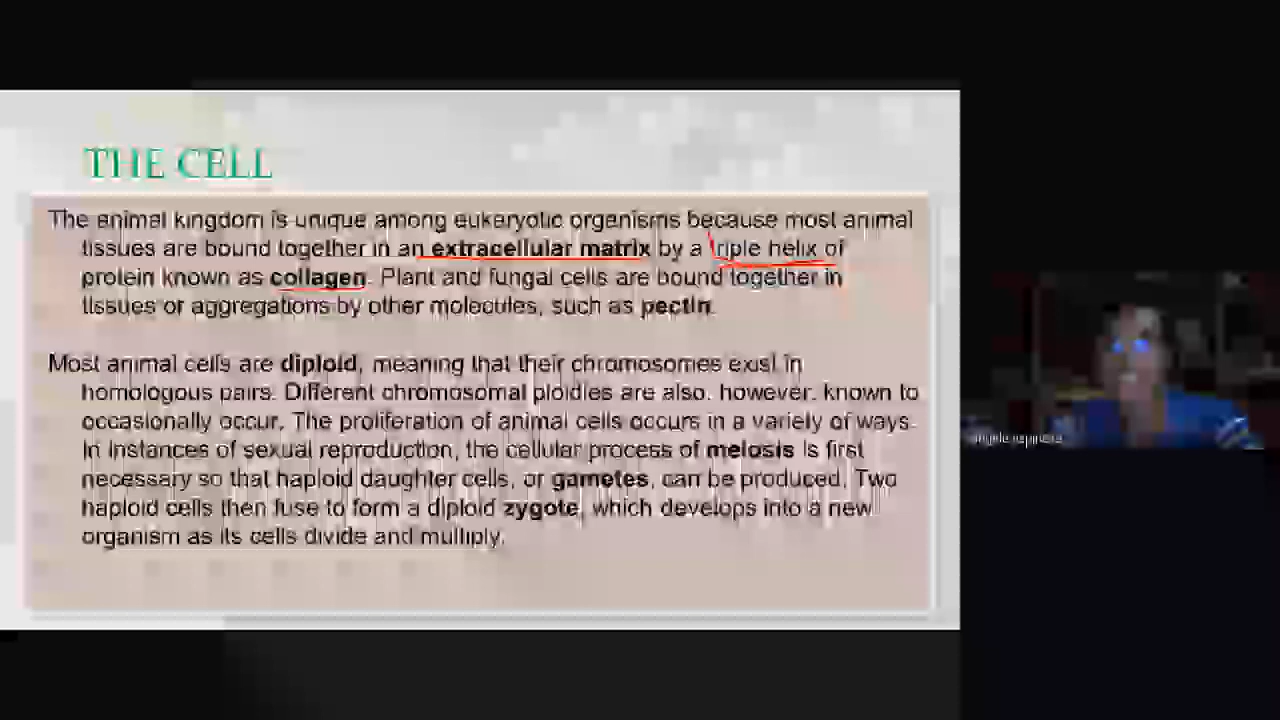 THE CELL
The animal kingdom is unique among eukaryotic organisms because most animal
tissues are bound together in an extracellular matrix by a triple helix of
protein known as collagen. Plant and fungal cells are bound together in
tissues or aggregations by other molecules, such as pectin.
Most animal cells are diploid, meaning that their chromosomes exist in
homologous pairs. Different chromosomal ploidies are also, however, known to
occasionally occur. The proliferation of animal cells occurs in a variety of ways.
In instances of sexual reproduction, the cellular process of meiosis is first
necessary so that haploid daughter cells, or gametes, can be produced. Two
haploid cells then fuse to form a diploid zygote, which develops into a new
organism as its cells divide and multiply.